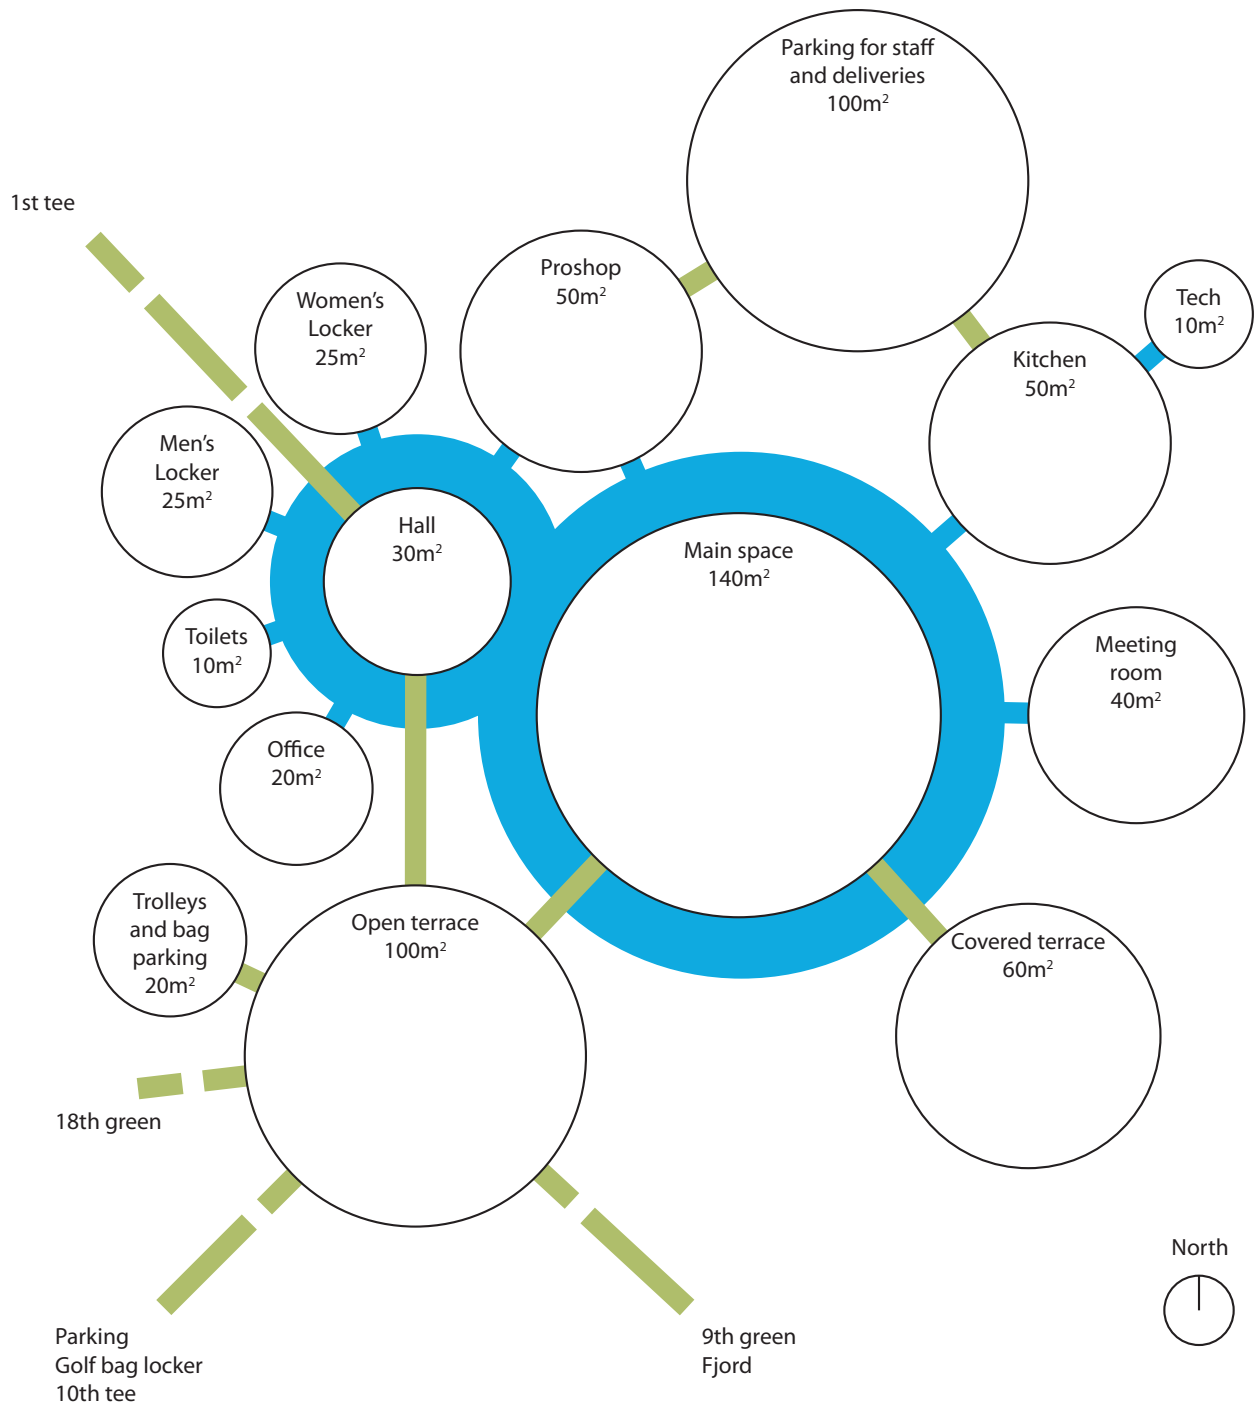 Parking for staff
and deliveries
100m²
1st tee
Proshop
50m²
Women's
Locker
25m²
Tech
10m²
Kitchen
50m²
Men's
Locker
25m²
Hall
30m²
Main space
140m²
Toilets
10m²
Meeting
room
40m²
Office
20m²
Trolleys
and bag
parking
20m²
Open terrace
100m²
Covered terrace
60m²
18th green
North
Parking
Golf bag locker
10th tee
9th green
Fjord